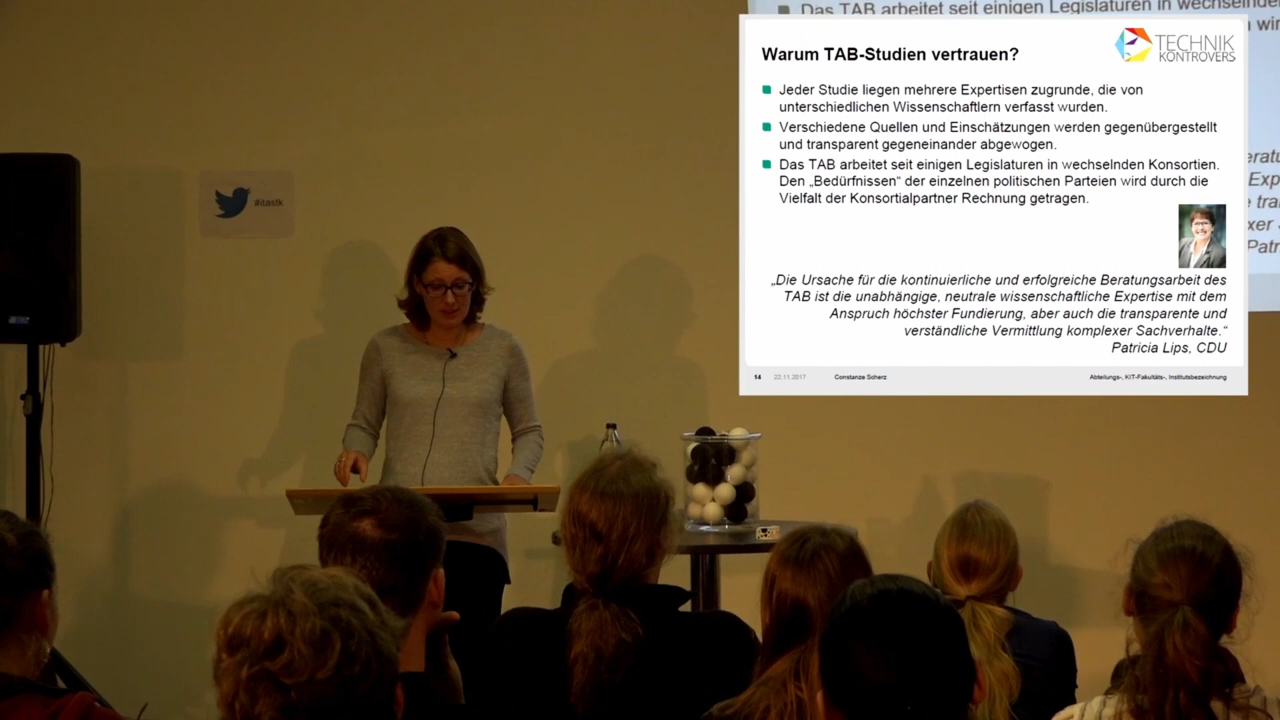 Das TAB arbeitet seit einigen Legislaturen in wechselnde
Warum TAB-Studien vertrauen?
TECHNIK
KONTROVERS
Jeder Studie liegen mehrere Expertisen zugrunde, die von
unterschiedlichen Wissenschaftlern verfasst wurden.
Verschiedene Quellen und Einschätzungen werden gegenübergestellt
und transparent gegeneinander abgewogen.
Das TAB arbeitet seit einigen Legislaturen in wechselnden Konsortien.
Den „Bedürfnissen“ der einzelnen politischen Parteien wird durch die
Vielfalt der Konsortialpartner Rechnung getragen.
„Die Ursache für die kontinuierliche und erfolgreiche Beratungsarbeit des
TAB ist die unabhängige, neutrale wissenschaftliche Expertise mit dem
Anspruch höchster Fundierung, aber auch die transparente und
verständliche Vermittlung komplexer Sachverhalte.“
Patricia Lips, CDU
14 22.11.2017 Constanze Scherz Abteilungs-, KIT-Fakultäts-, Institutsbezeichnung
#itastk